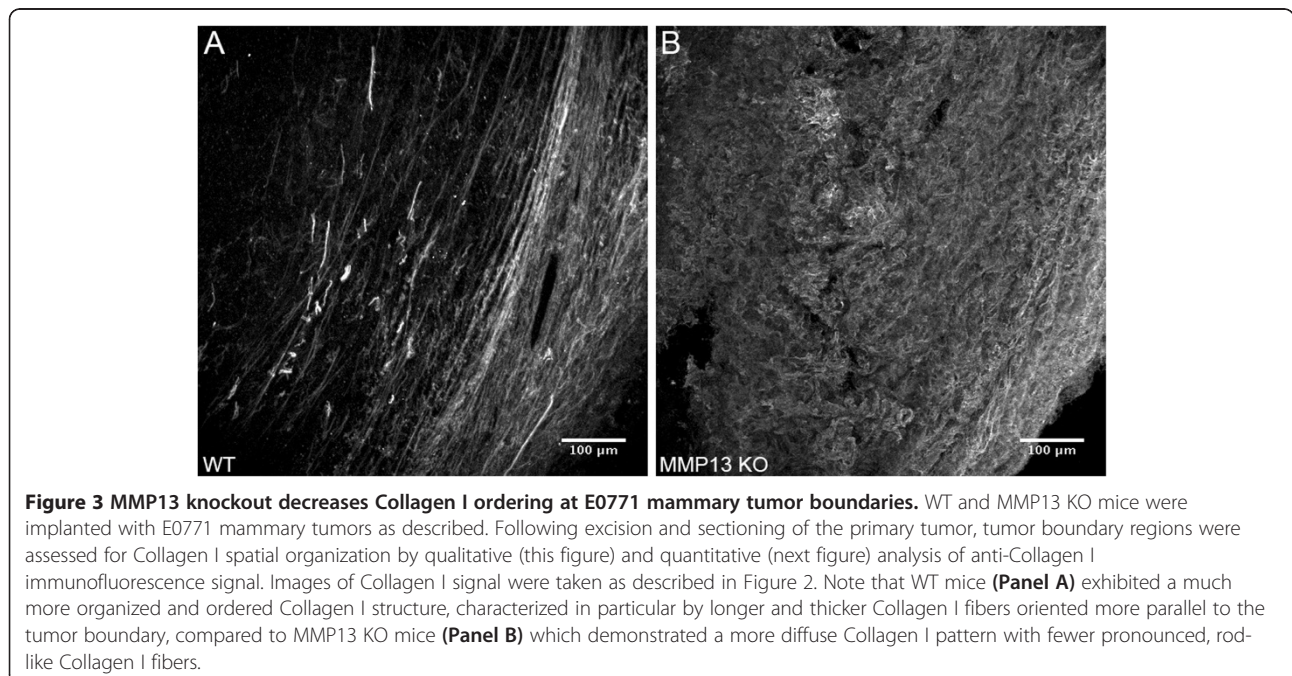 A
B
WT
100 µm
MMP13 KO
100 µm
Figure 3 MMP13 knockout decreases Collagen I ordering at E0771 mammary tumor boundaries. WT and MMP13 KO mice were
implanted with E0771 mammary tumors as described. Following excision and sectioning of the primary tumor, tumor boundary regions were
assessed for Collagen I spatial organization by qualitative (this figure) and quantitative (next figure) analysis of anti-Collagen I
immunofluorescence signal. Images of Collagen I signal were taken as described in Figure 2. Note that WT mice (Panel A) exhibited a much
more organized and ordered Collagen I structure, characterized in particular by longer and thicker Collagen I fibers oriented more parallel to the
tumor boundary, compared to MMP13 KO mice (Panel B) which demonstrated a more diffuse Collagen I pattern with fewer pronounced, rod-
like Collagen I fibers.